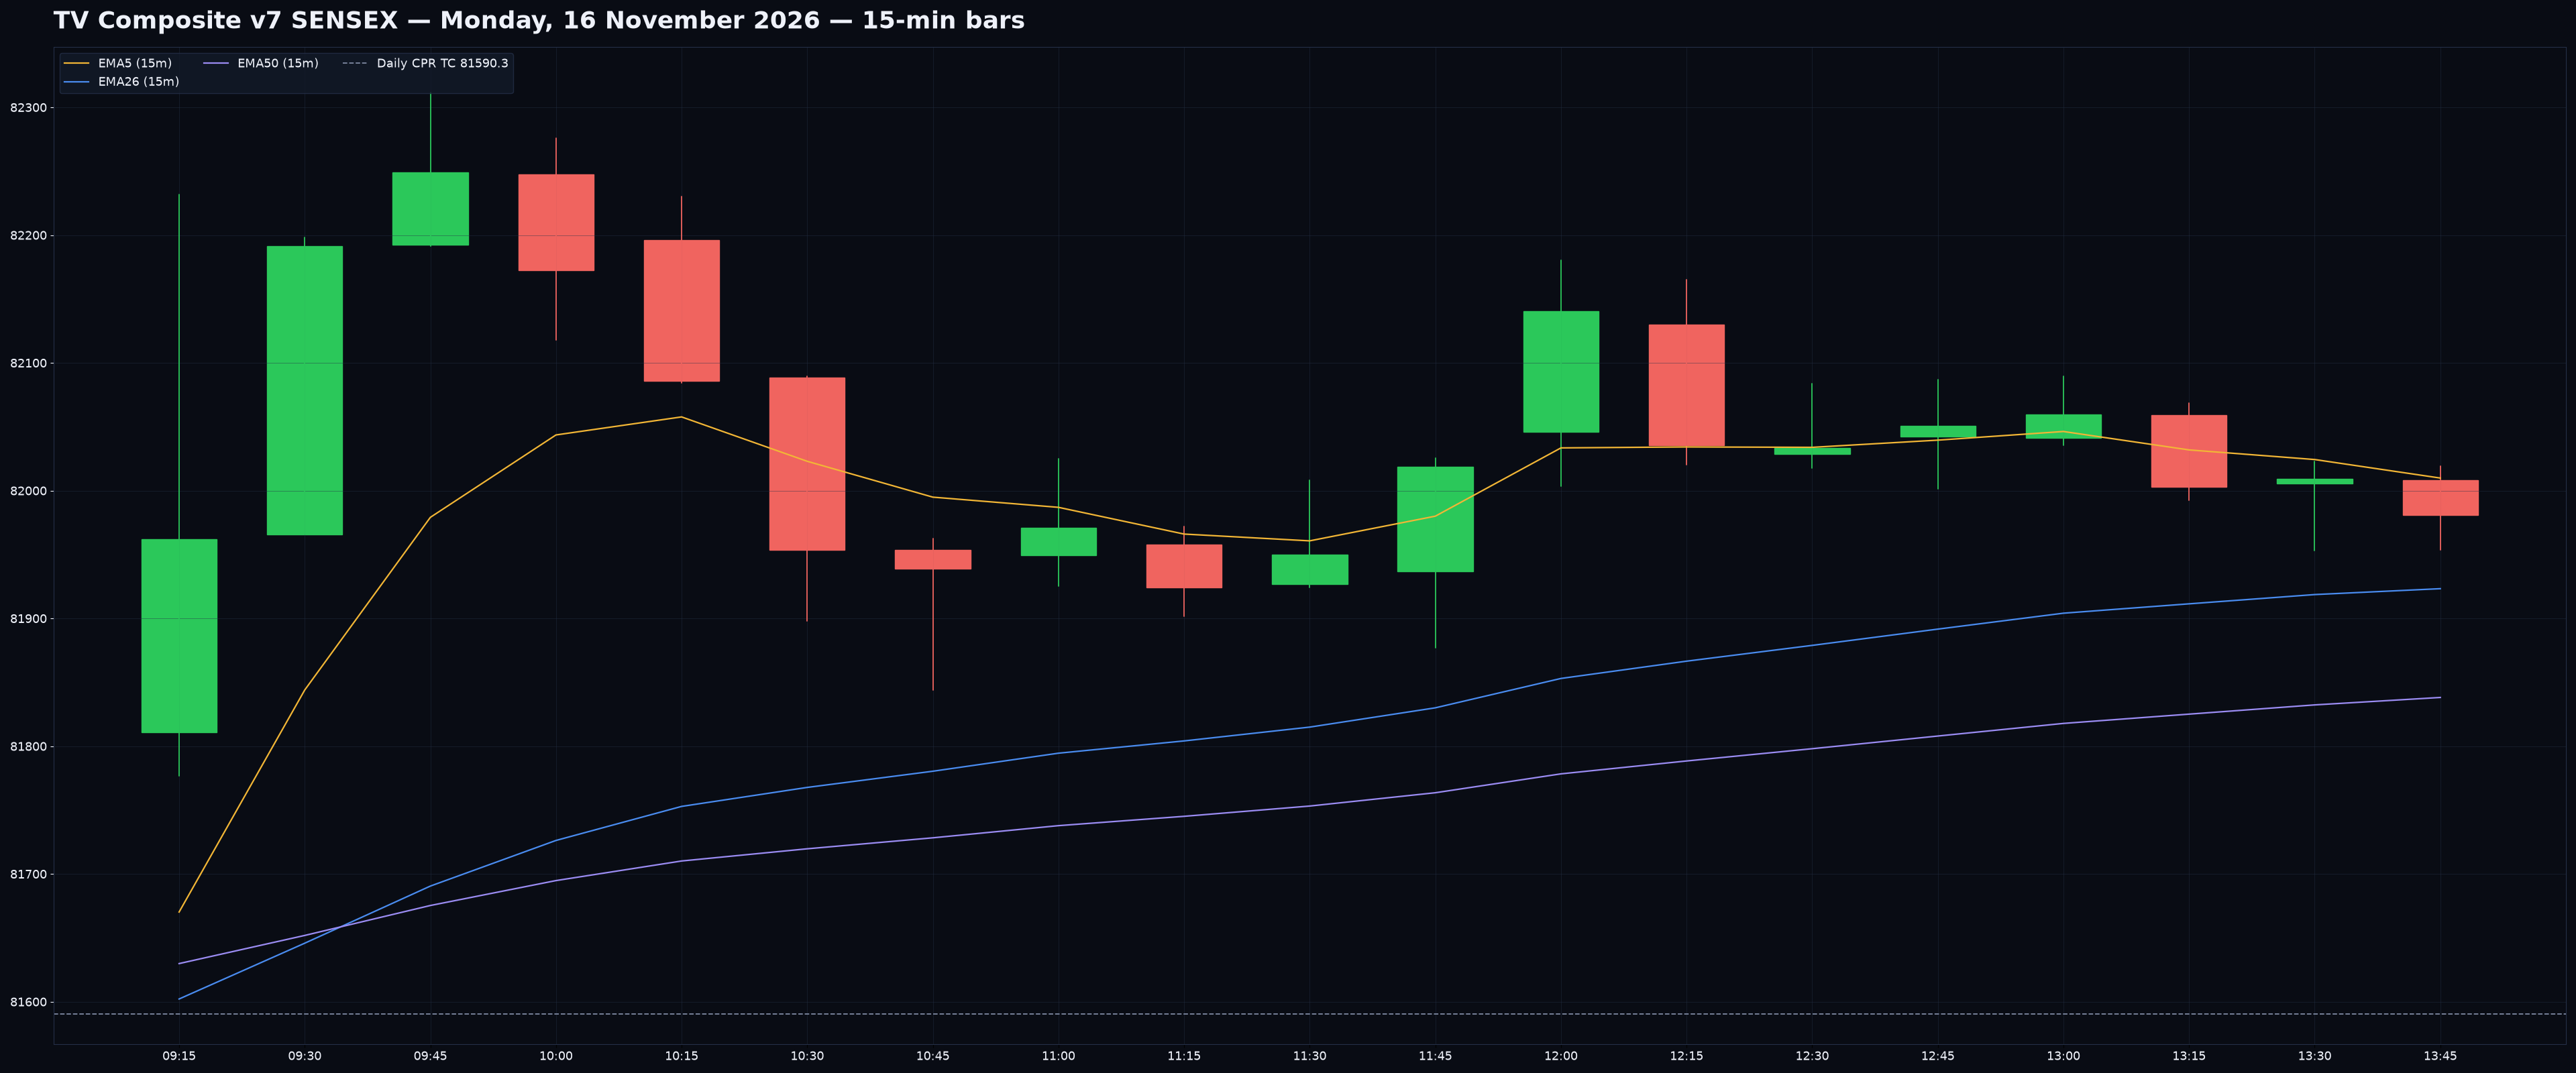 TV Composite v7 SENSEX — Monday, 16 November 2026 — 15-min bars
EMA5 (15m) EMA50 (15m) Daily CPR TC 81590.3
EMA26 (15m)
82300
82200
82100
82000
81900
81800
81700
81600
09:15 09:30 09:45 10:00 10:15 10:30 10:45 11:00 11:15 11:30 11:45 12:00 12:15 12:30 12:45 13:00 13:15 13:30 13:45